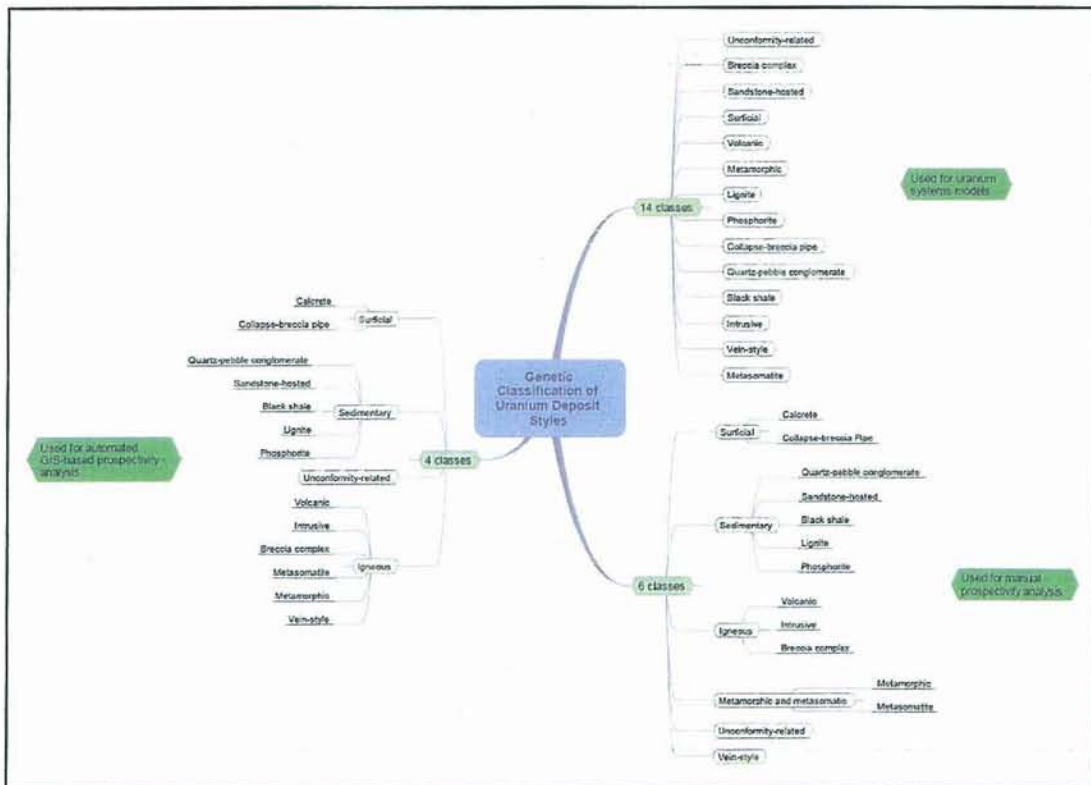 Unconformity-related
Breccia complex
Sandstone-hosted
Surficial
Volcanic
Metamorphic
Lignite
Phosphorite
Collapse-breccia pipe
Quartz-pebble conglomerate
Black shale
Intrusive
Vein-style
Metasomatite
14 classes
Used for uranium
systems models
Genetic
Classification of
Uranium Deposit
Styles
Calcrete
Collapse-breccia pipe
Surficial
Quartz-pebble conglomerate
Sandstone-hosted
Black shale
Lignite
Phosphorite
Sedimentary
Unconformity-related
Volcanic
Intrusive
Breccia complex
Metasomatite
Metamorphic
Vein-style
Igneous
4 classes
Used for automated
GIS-based prospectivity-
analysis
6 classes
Surficial
Calcrete
Collapse-breccia Pipe
Sedimentary
Quartz-pebble conglomerate
Sandstone-hosted
Black shale
Lignite
Phosphorite
Igneous
Volcanic
Intrusive
Breccia complex
Metamorphic and metasomatic
Metamorphic
Metasomatite
Unconformity-related
Vein-style
Used for manual
prospectivity analysis